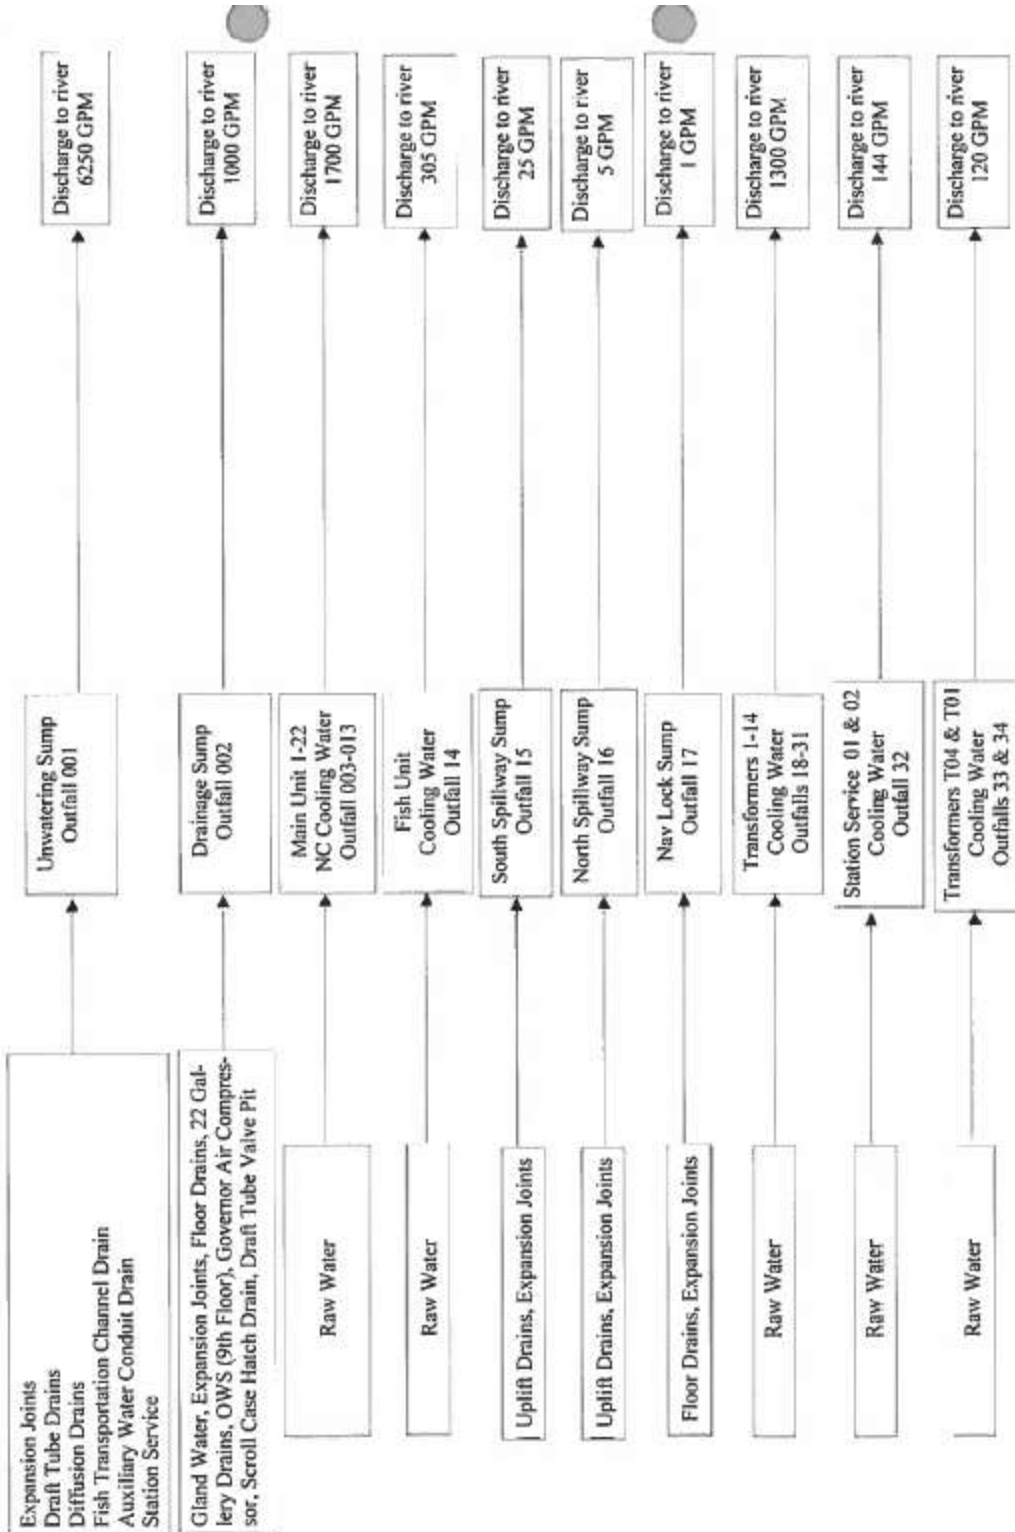 Expansion Joints
Draft Tube Drains
Diffusion Drains
Fish Transportation Channel Drain
Auxiliary Water Conduit Drain
Station Service
Unwatering Sump
Outfall 001
Discharge to river
6250 GPM
Gland Water, Expansion Joints, Floor Drains, 22 Gal-
lery Drains, OWS (9th Floor), Governor Air Compres-
sor, Scroll Case Hatch Drain, Draft Tube Valve Pit
Drainage Sump
Outfall 002
Discharge to river
1000 GPM
Raw Water
Main Unit 1-22
NC Cooling Water
Outfall 003-013
Discharge to river
1700 GPM
Raw Water
Fish Unit
Cooling Water
Outfall 14
Discharge to river
305 GPM
Uplift Drains, Expansion Joints
South Spillway Sump
Outfall 15
Discharge to river
25 GPM
Uplift Drains, Expansion Joints
North Spillway Sump
Outfall 16
Discharge to river
5 GPM
Floor Drains, Expansion Joints
Nav Lock Sump
Outfall 17
Discharge to river
1 GPM
Raw Water
Transformers 1-14
Cooling Water
Outfalls 18-31
Discharge to river
1300 GPM
Raw Water
Station Service 01 & 02
Cooling Water
Outfall 32
Discharge to river
144 GPM
Raw Water
Transformers T04 & T01
Cooling Water
Outfalls 33 & 34
Discharge to river
120 GPM